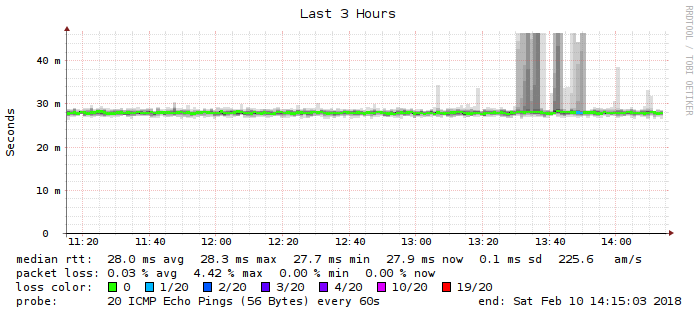 Last 3 Hours
RRDTOOL / TOBI OETIKER
Seconds
40 m
30 m
20 m
10 m
0
11:20 11:40 12:00 12:20 12:40 13:00 13:20 13:40 14:00
median rtt: 28.0 ms avg 28.3 ms max 27.7 ms min 27.9 ms now 0.1 ms sd 225.6 am/s
packet loss: 0.03 % avg 4.42 % max 0.00 % min 0.00 % now
loss color: 0 1/20 2/20 3/20 4/20 10/20 19/20
probe: 20 ICMP Echo Pings (56 Bytes) every 60s end: Sat Feb 10 14:15:03 2018